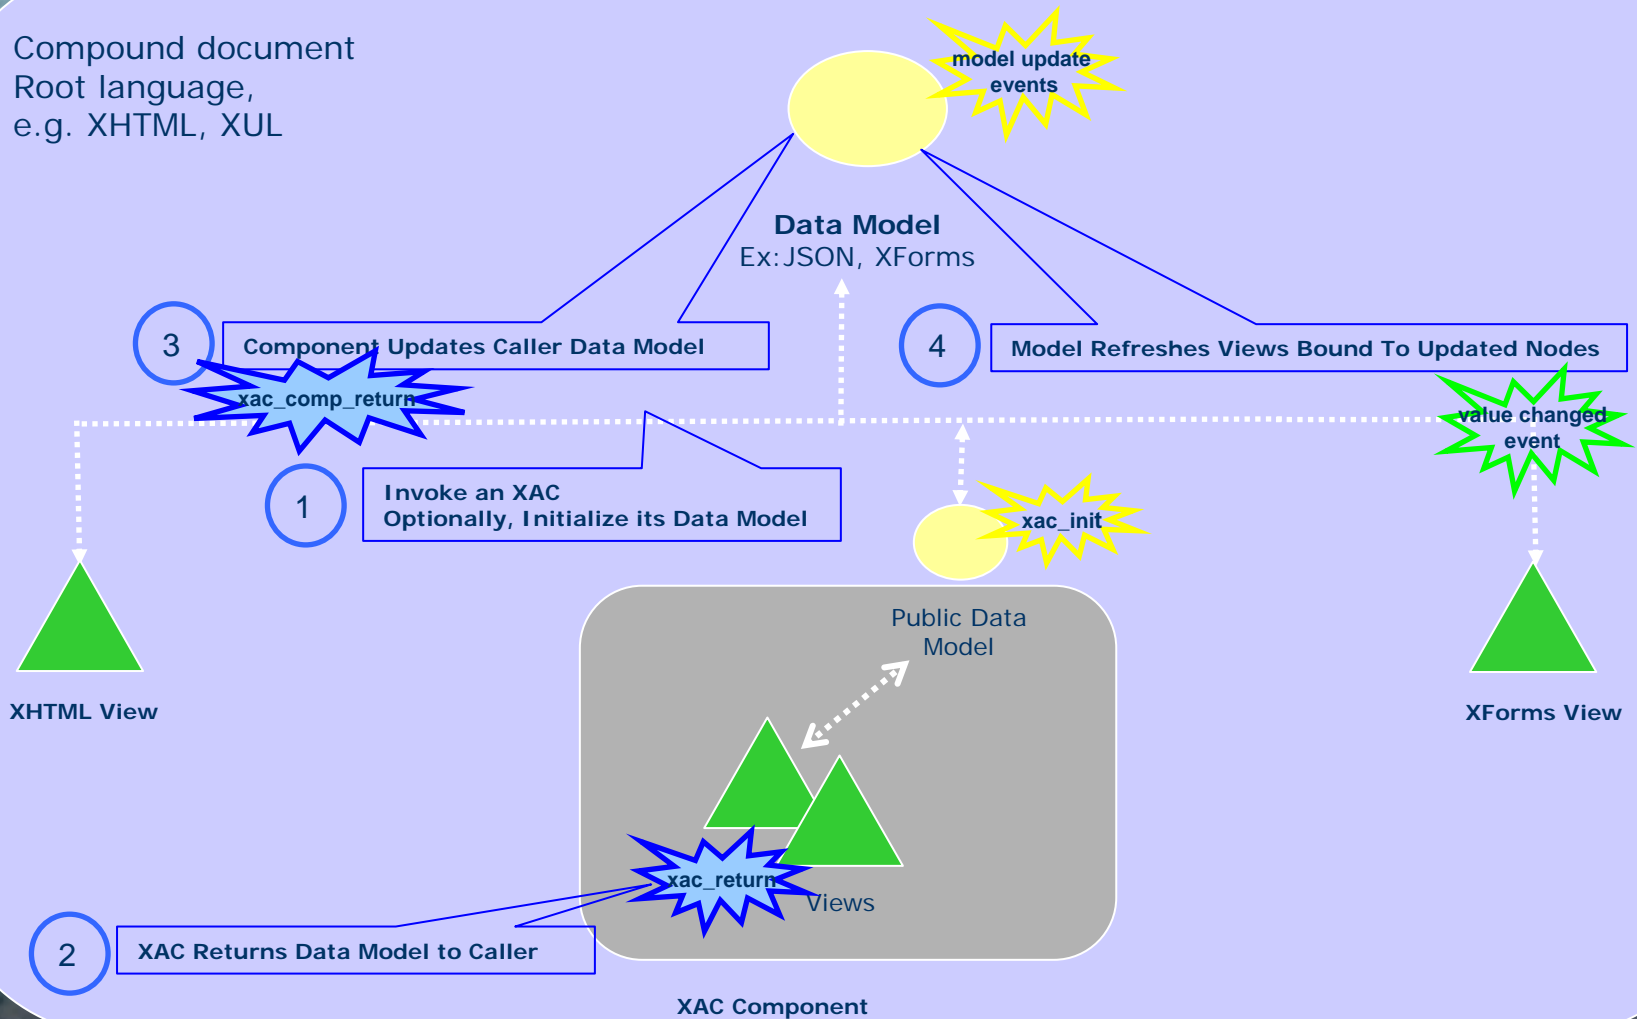 Compound document
Root language,
e.g. XHTML, XUL
model update
events
Data Model
Ex:JSON, XForms
3
Component Updates Caller Data Model
4
Model Refreshes Views Bound To Updated Nodes
xac_comp_return
value changed
event
1
Invoke an XAC
Optionally, Initialize its Data Model
xac_init
Public Data
Model
XHTML View
XForms View
xac_return
Views
2
XAC Returns Data Model to Caller
XAC Component